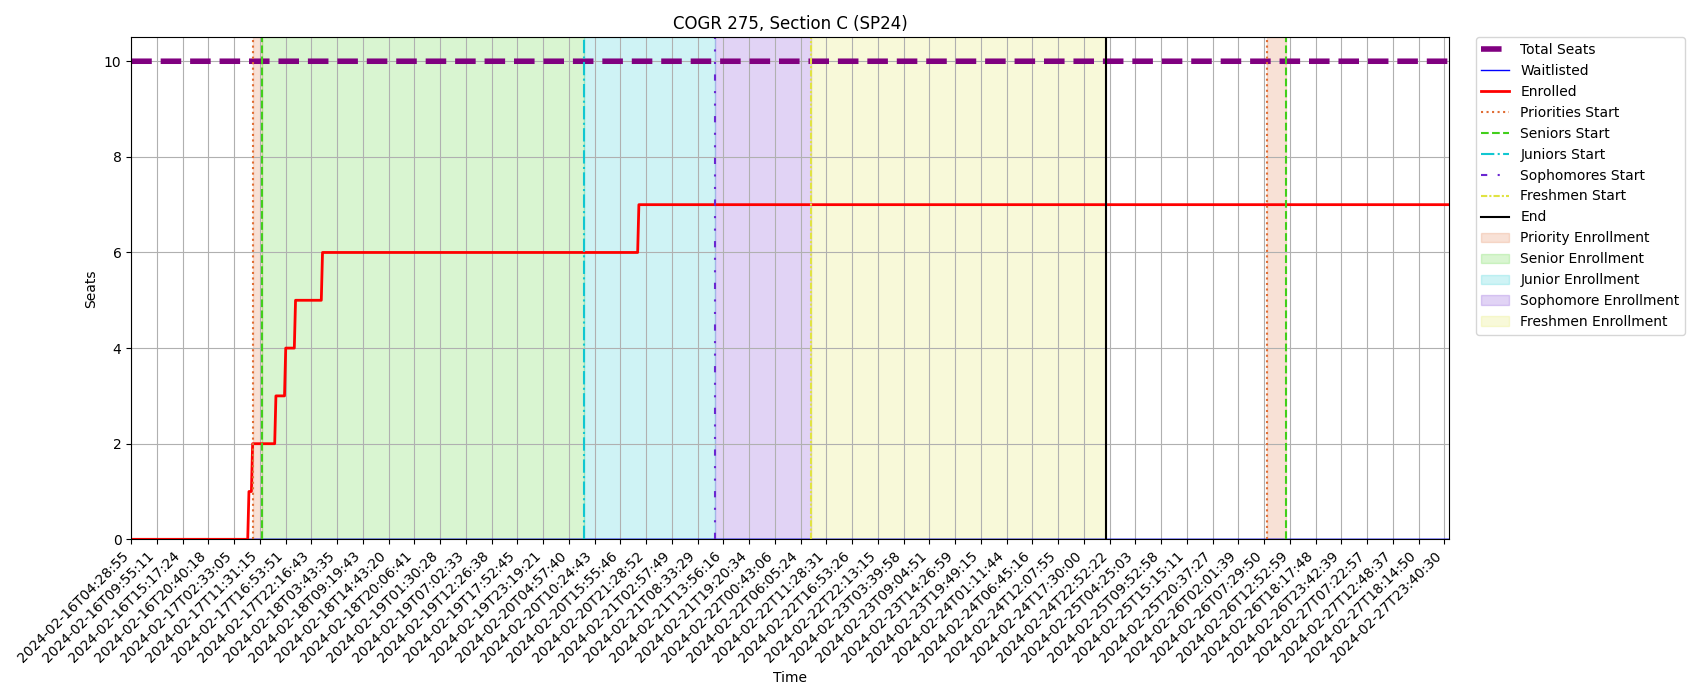 COGR 275, Section C (SP24)
Seats
10
8
6
4
2
0
2024-02-16T04:28:55
2024-02-16T09:55:11
2024-02-16T15:17:24
2024-02-16T20:40:18
2024-02-17T02:33:05
2024-02-17T11:31:15
2024-02-17T16:53:51
2024-02-17T22:16:43
2024-02-18T03:43:35
2024-02-18T09:19:43
2024-02-18T14:43:20
2024-02-18T20:06:41
2024-02-19T01:30:28
2024-02-19T07:02:33
2024-02-19T12:26:38
2024-02-19T17:52:45
2024-02-19T23:19:21
2024-02-20T04:57:40
2024-02-20T10:24:43
2024-02-20T15:55:46
2024-02-20T21:28:52
2024-02-21T02:57:49
2024-02-21T08:33:29
2024-02-21T13:56:16
2024-02-21T19:20:34
2024-02-22T00:43:06
2024-02-22T06:05:24
2024-02-22T11:28:31
2024-02-22T16:53:26
2024-02-22T22:13:15
2024-02-23T03:39:58
2024-02-23T09:04:51
2024-02-23T14:26:59
2024-02-23T19:49:15
2024-02-24T01:11:44
2024-02-24T06:45:16
2024-02-24T12:07:55
2024-02-24T17:30:00
2024-02-24T22:52:22
2024-02-25T04:25:03
2024-02-25T09:52:58
2024-02-25T15:15:11
2024-02-25T20:37:27
2024-02-26T02:01:39
2024-02-26T07:29:50
2024-02-26T12:52:59
2024-02-26T18:17:48
2024-02-26T23:42:39
2024-02-27T07:22:57
2024-02-27T12:48:37
2024-02-27T18:14:50
2024-02-27T23:40:30
Time
Total Seats
Waitlisted
Enrolled
Priorities Start
Seniors Start
Juniors Start
Sophomores Start
Freshmen Start
End
Priority Enrollment
Senior Enrollment
Junior Enrollment
Sophomore Enrollment
Freshmen Enrollment